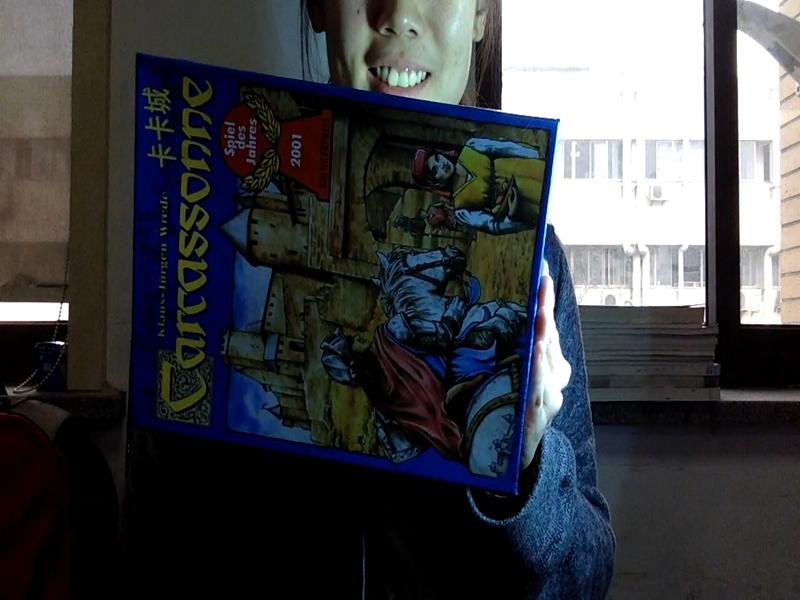 卡卡城
Klaus-Jürgen Wrede
Carcassonne
Spiel
des
Jahres
2001